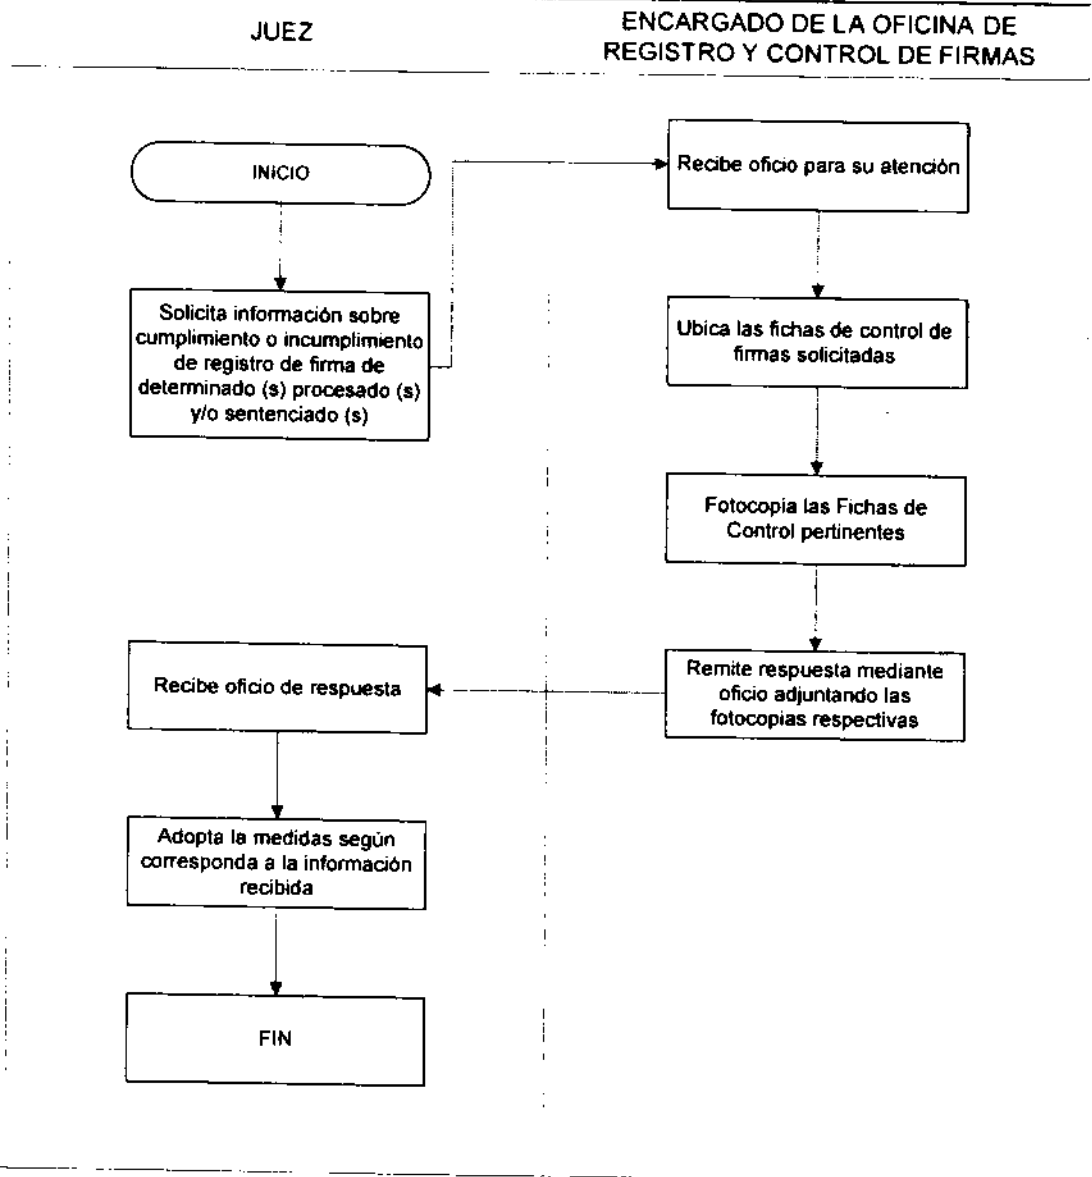 JUEZ
ENCARGADO DE LA OFICINA DE
REGISTRO Y CONTROL DE FIRMAS
INICIO
Solicita información sobre
cumplimiento o incumplimiento
de registro de firma de
determinado (s) procesado (s)
y/o sentenciado (s)
Recibe oficio para su atención
Ubica las fichas de control de
firmas solicitadas
Fotocopia las Fichas de
Control pertinentes
Remite respuesta mediante
oficio adjuntando las
fotocopias respectivas
Recibe oficio de respuesta
Adopta la medidas según
corresponda a la información
recibida
FIN